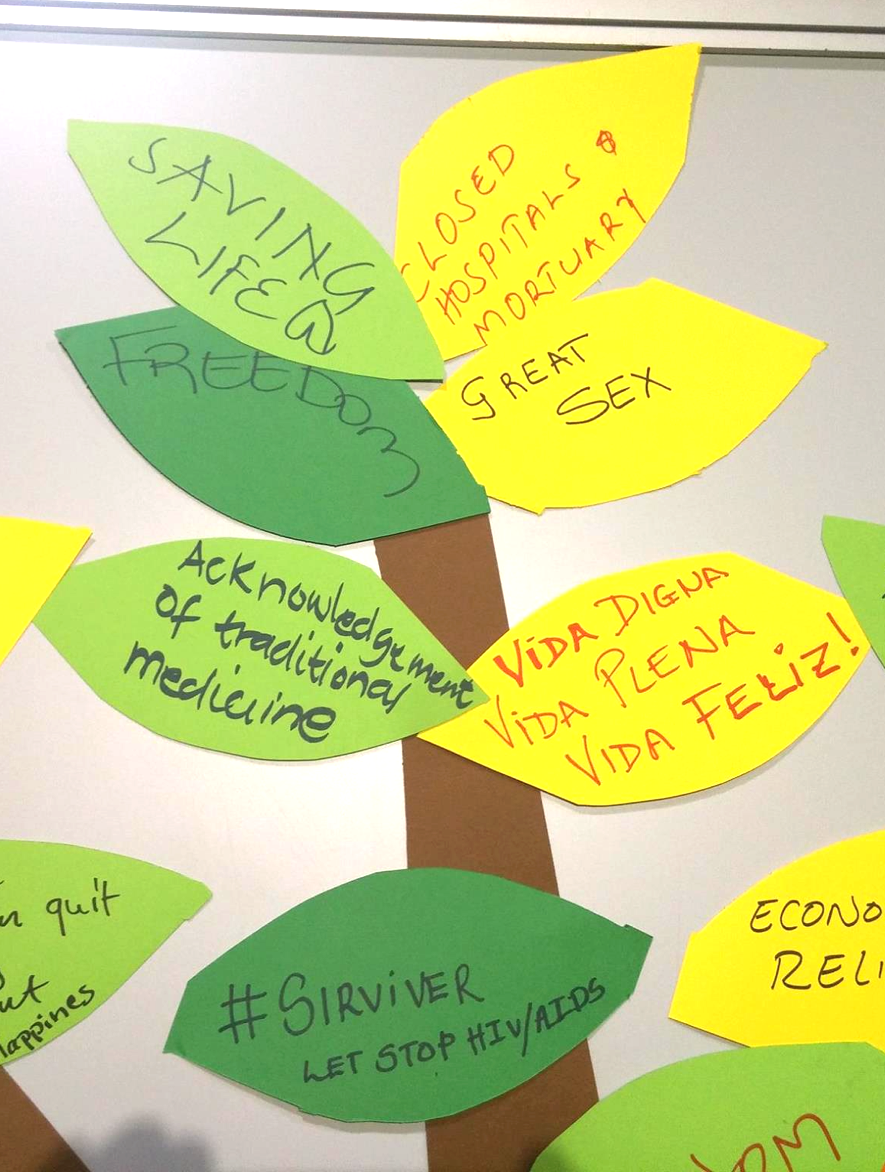 SAVING
LIFE
CLOSED
HOSPITALS &
MORTUARY
FREEDOM
GREAT
SEX
Acknowledgement
Of traditional
medicine
ViDA DiGNA
ViDA PLENA
ViDA FELiZ!
quit
#SIRViVER
LET STOP HIV/AIDS
ECONO
RELI